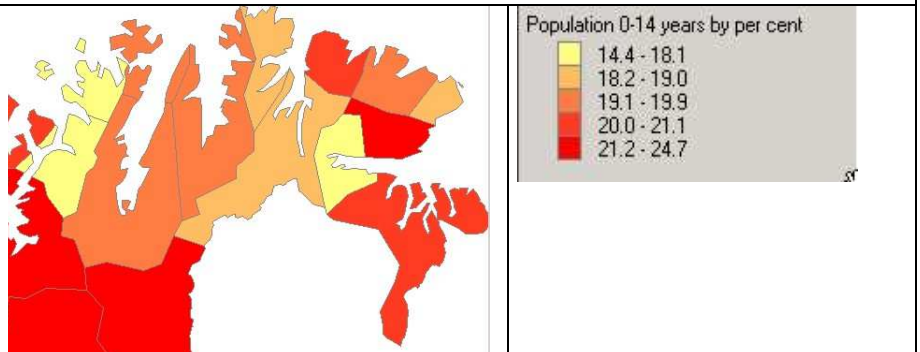 Population 0-14 years by per cent
14.4 - 18.1
18.2 - 19.0
19.1 - 19.9
20.0 - 21.1
21.2 - 24.7